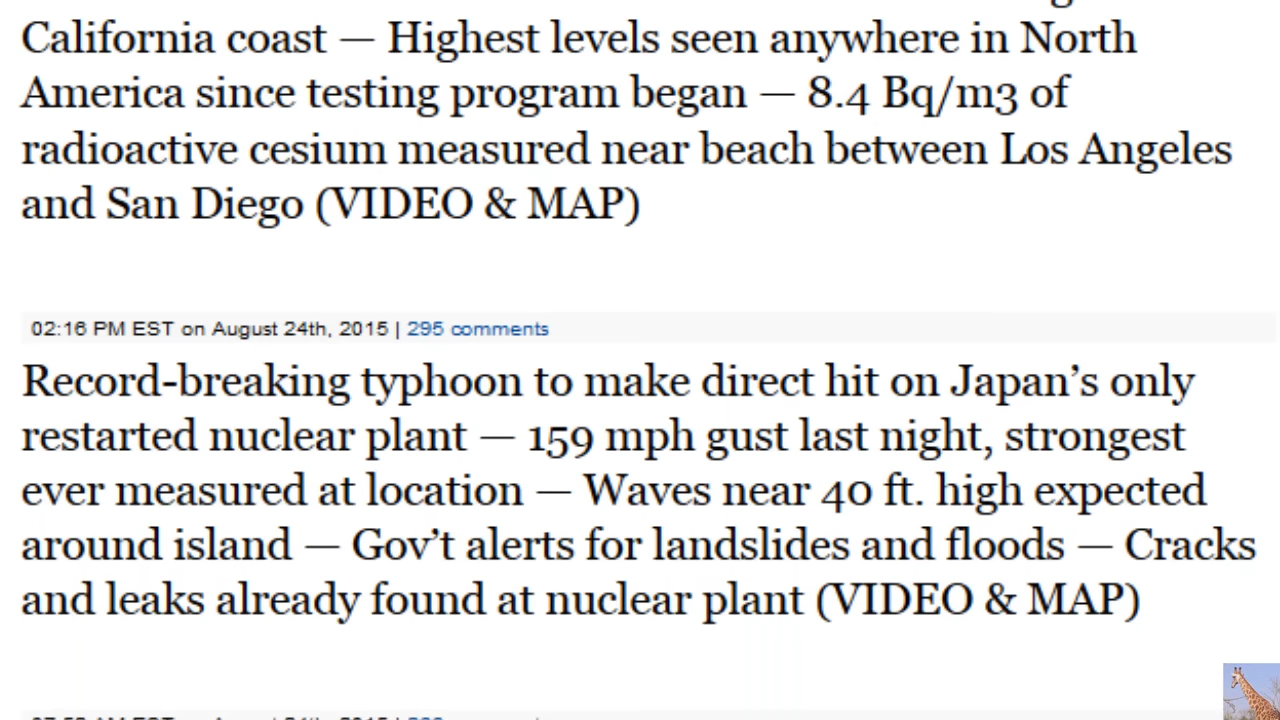 California coast — Highest levels seen anywhere in North
America since testing program began — 8.4 Bq/m3 of
radioactive cesium measured near beach between Los Angeles
and San Diego (VIDEO & MAP)
02:16 PM EST on August 24th, 2015 | 295 comments
Record-breaking typhoon to make direct hit on Japan’s only
restarted nuclear plant — 159 mph gust last night, strongest
ever measured at location — Waves near 40 ft. high expected
around island — Gov’t alerts for landslides and floods — Cracks
and leaks already found at nuclear plant (VIDEO & MAP)